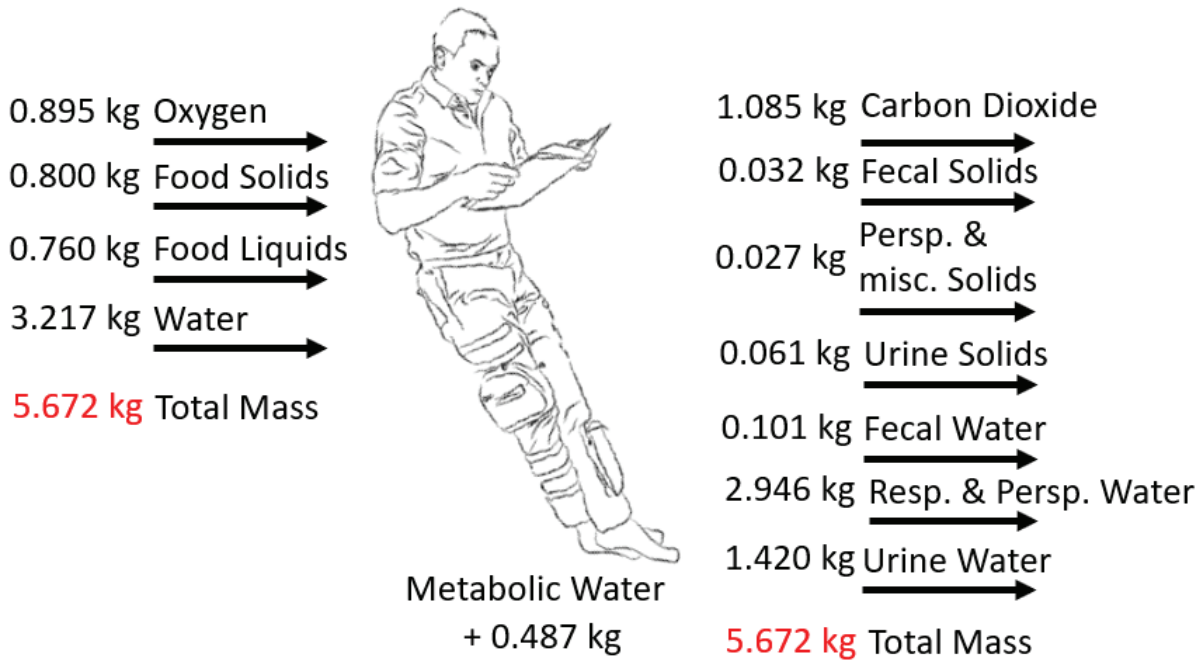 0.895 kg Oxygen
0.800 kg Food Solids
0.760 kg Food Liquids
3.217 kg Water
5.672 kg Total Mass
Metabolic Water
+ 0.487 kg
1.085 kg Carbon Dioxide
0.032 kg Fecal Solids
0.027 kg Persp. &
misc. Solids
0.061 kg Urine Solids
0.101 kg Fecal Water
2.946 kg Resp. & Persp. Water
1.420 kg Urine Water
5.672 kg Total Mass